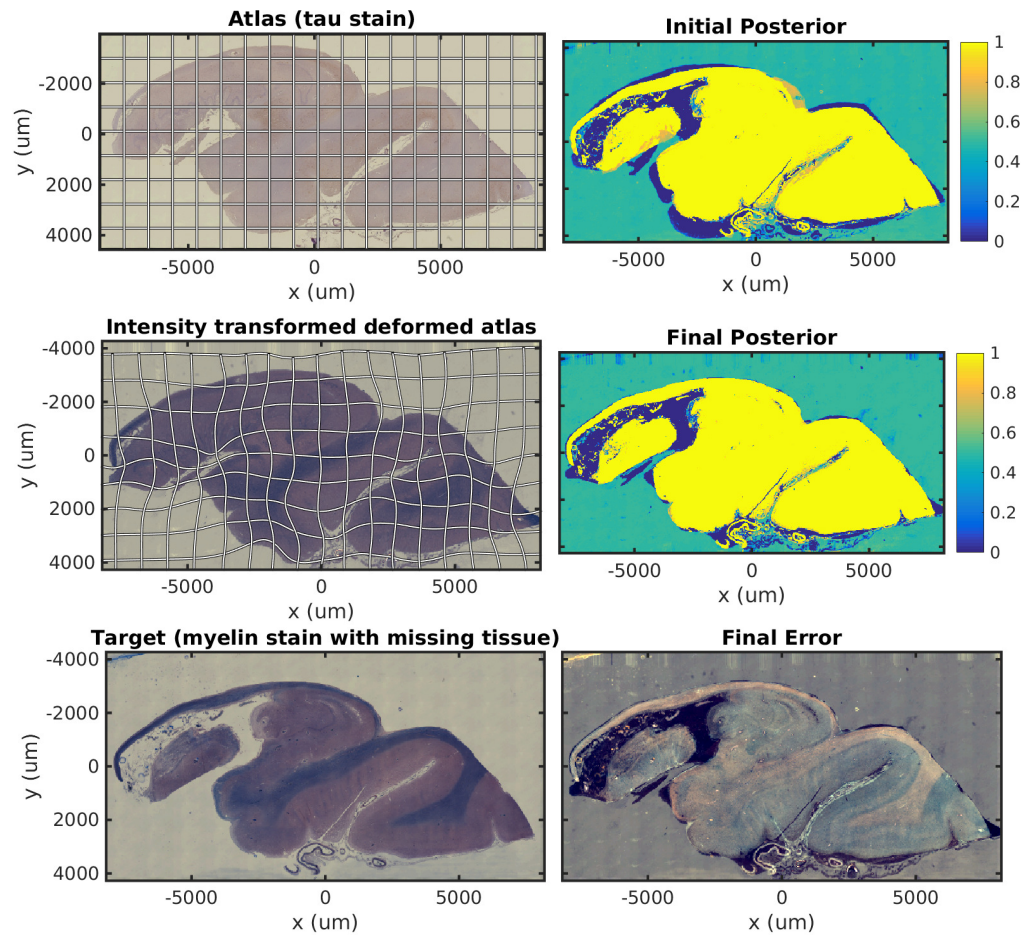 Atlas (tau stain)
-2000
0
2000
4000
y (um)
-5000 0 5000
x (um)
Initial Posterior
1
0.8
0.6
0.4
0.2
0
-5000 0 5000
x (um)
Intensity transformed deformed atlas
-4000
-2000
0
2000
4000
y (um)
-5000 0 5000
x (um)
Final Posterior
1
0.8
0.6
0.4
0.2
0
-5000 0 5000
x (um)
Target (myelin stain with missing tissue)
-4000
-2000
0
2000
4000
y (um)
-5000 0 5000
x (um)
Final Error
-5000 0 5000
x (um)